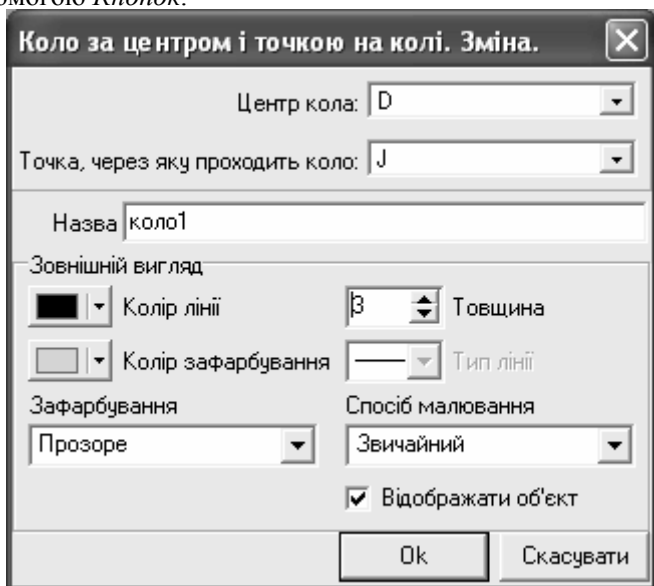 Кнопок.
Коло за центром і точкою на колі. Зміна.
Центр кола: D
Точка, через яку проходить коло: J
Назва коло1
Зовнішній вигляд
Колір лінії 3 Товщина
Колір зафарбування Тип лінії
Зафарбування Спосіб малювання
Прозоре Звичайний
Відображати об'єкт
Ok Скасувати